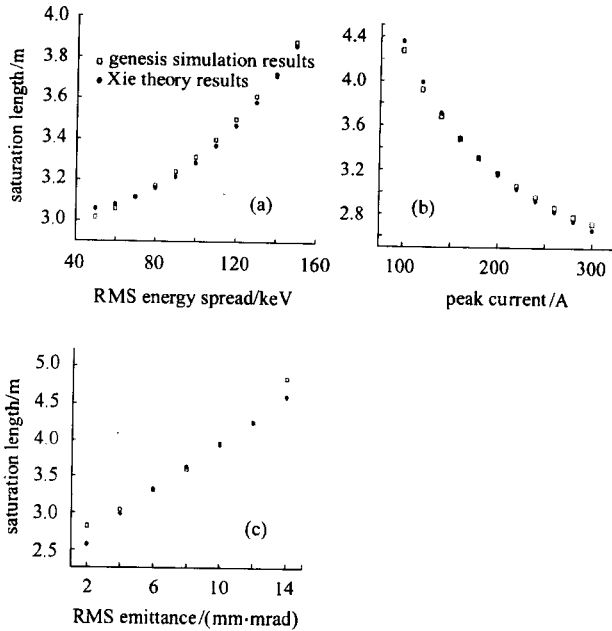 saturation length/m
4.0
3.8
3.6
3.4
3.2
3.0
genesis simulation results
Xie theory results
(a)
40 80 120 160
RMS energy spread/keV
4.4
4.0
3.6
3.2
2.8
(b)
100 200 300
peak current/A
saturation length/m
5.0
4.5
4.0
3.5
3.0
2.5
(c)
2 6 10 14
RMS emittance/(mm·mrad)